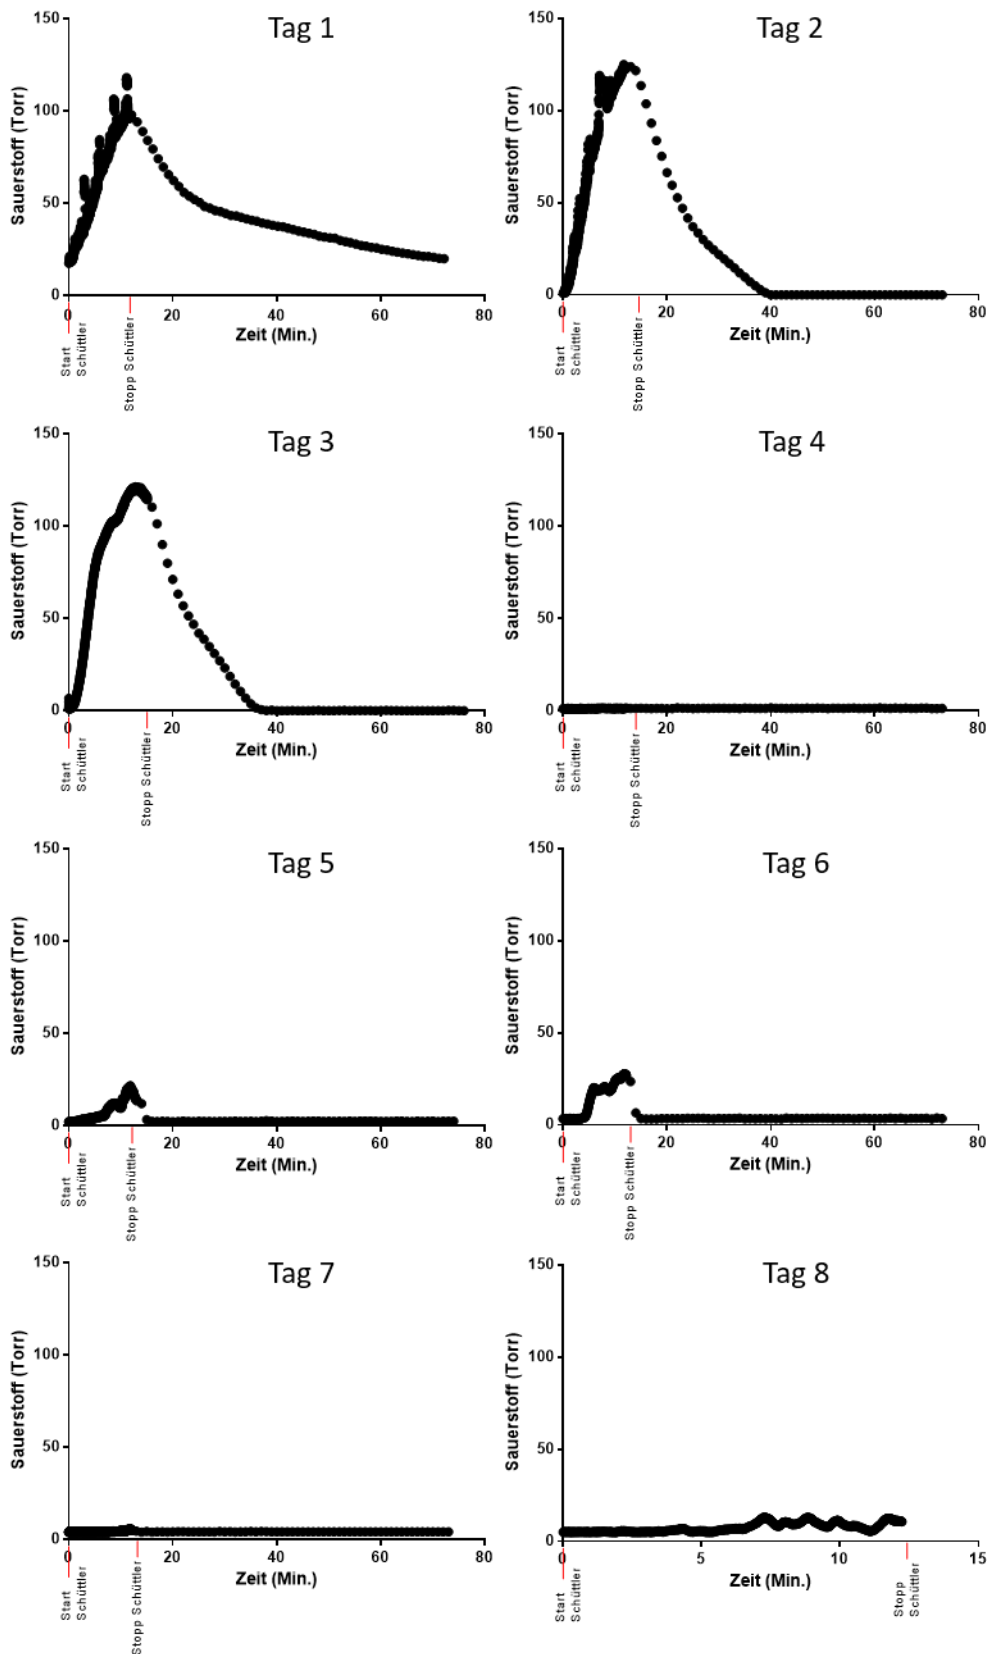 Tag 1
Sauerstoff (Torr)
150
100
50
0
0 20 40 60 80
Zeit (Min.)
Start
Schüttler
Stopp Schüttler
Tag 2
Sauerstoff (Torr)
150
100
50
0
0 20 40 60 80
Zeit (Min.)
Start
Schüttler
Stopp Schüttler
Tag 3
Sauerstoff (Torr)
150
100
50
0
0 20 40 60 80
Zeit (Min.)
Start
Schüttler
Stopp Schüttler
Tag 4
Sauerstoff (Torr)
150
100
50
0
0 20 40 60 80
Zeit (Min.)
Start
Schüttler
Stopp Schüttler
Tag 5
Sauerstoff (Torr)
150
100
50
0
0 20 40 60 80
Zeit (Min.)
Start
Schüttler
Stopp Schüttler
Tag 6
Sauerstoff (Torr)
150
100
50
0
0 20 40 60 80
Zeit (Min.)
Start
Schüttler
Stopp Schüttler
Tag 7
Sauerstoff (Torr)
150
100
50
0
0 20 40 60 80
Zeit (Min.)
Start
Schüttler
Stopp Schüttler
Tag 8
Sauerstoff (Torr)
150
100
50
0
0 5 10 15
Zeit (Min.)
Start
Schüttler
Stopp
Schüttler